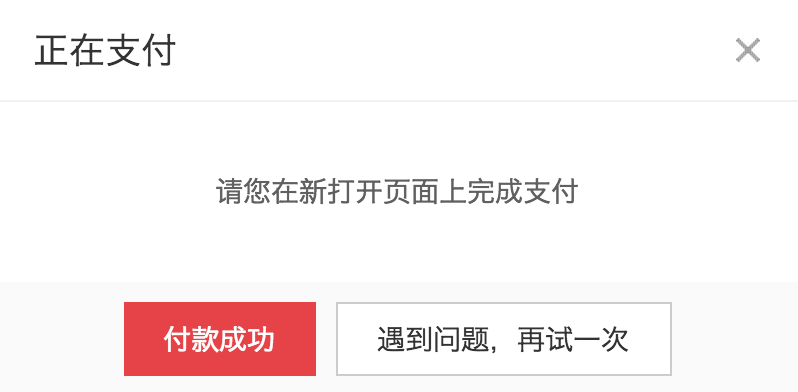 正在支付
请您在新打开页面上完成支付
付款成功
遇到问题，再试一次